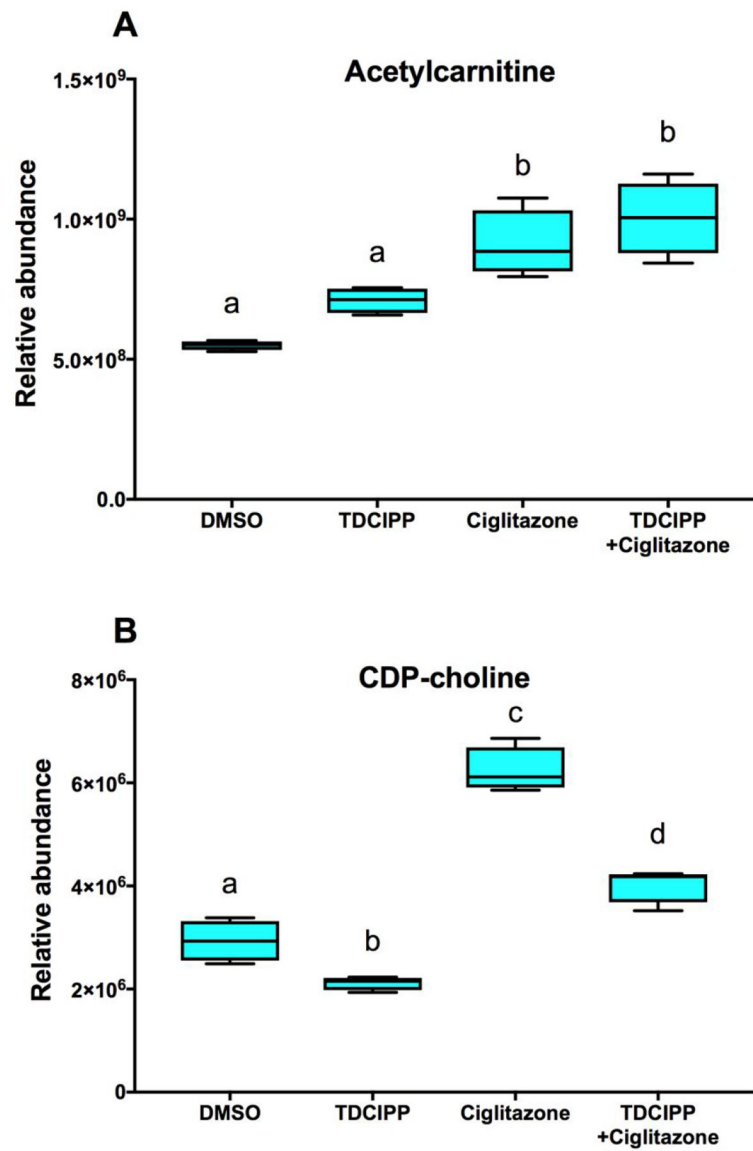 A
Acetylcarnitine
1.5×10⁹
1.0×10⁹
5.0×10⁸
0.0
Relative abundance
a
a
b
b
DMSO
TDCIPP
Ciglitazone
TDCIPP
+Ciglitazone
B
CDP-choline
8×10⁶
6×10⁶
4×10⁶
2×10⁶
0
Relative abundance
a
b
c
d
DMSO
TDCIPP
Ciglitazone
TDCIPP
+Ciglitazone